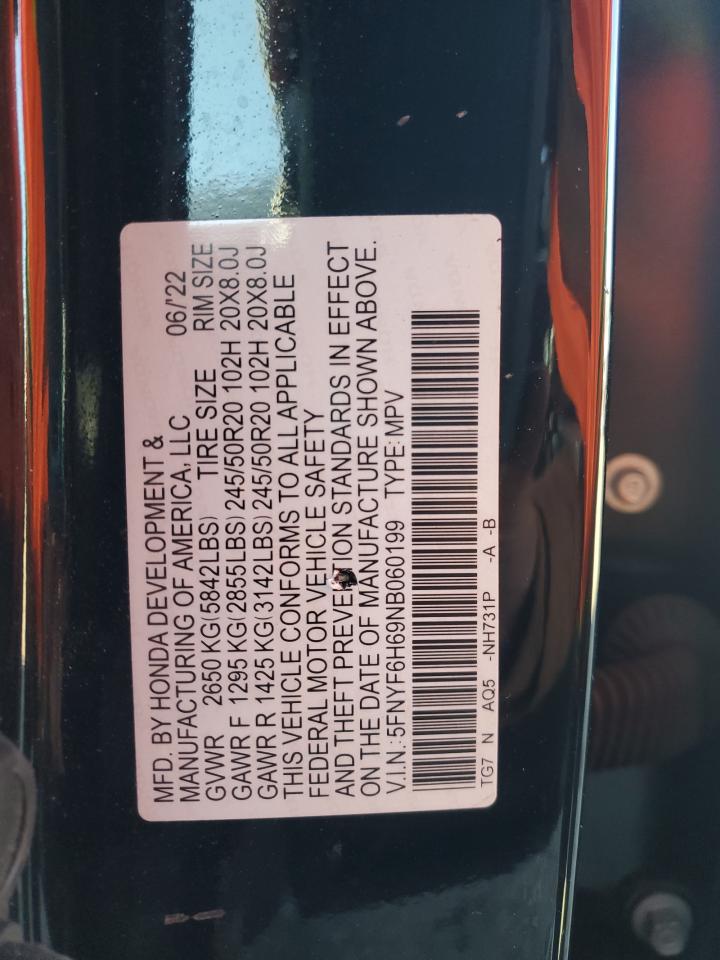 MFD. BY HONDA DEVELOPMENT &
MANUFACTURING OF AMERICA, LLC 06/'22
GVWR 2650 KG(5842LBS) TIRE SIZE RIM SIZE
GAWR F 1295 KG(2855LBS) 245/50R20 102H 20X8.0J
GAWR R 1425 KG(3142LBS) 245/50R20 102H 20X8.0J
THIS VEHICLE CONFORMS TO ALL APPLICABLE
FEDERAL MOTOR VEHICLE SAFETY
AND THEFT PREVENTION STANDARDS IN EFFECT
ON THE DATE OF MANUFACTURE SHOWN ABOVE.
V.I.N.:5FNYF6H69NB060199 TYPE:MPV
TG7 N AQ5 -NH731P -A -B